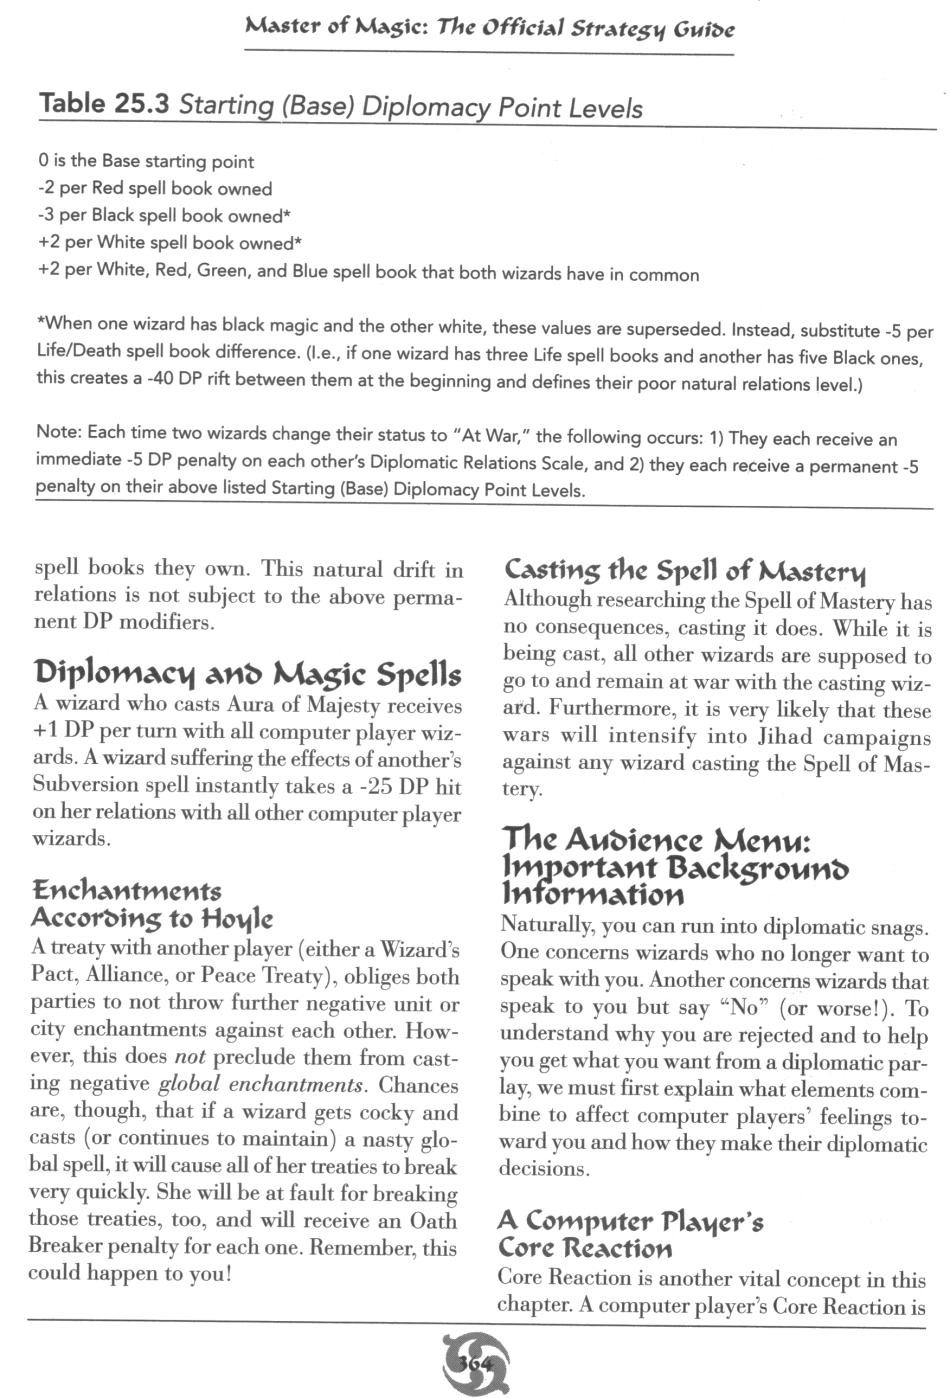 Master of Magic: The Official Strategy Guide
Table 25.3 Starting (Base) Diplomacy Point Levels
0 is the Base starting point
-2 per Red spell book owned
-3 per Black spell book owned*
+2 per White spell book owned*
+2 per White, Red, Green, and Blue spell book that both wizards have in common
*When one wizard has black magic and the other white, these values are superseded. Instead, substitute -5 per
Life/Death spell book difference. (I.e., if one wizard has three Life spell books and another has five Black ones,
this creates a -40 DP rift between them at the beginning and defines their poor natural relations level.)
Note: Each time two wizards change their status to "At War," the following occurs: 1) They each receive an
immediate -5 DP penalty on each other's Diplomatic Relations Scale, and 2) they each receive a permanent -5
penalty on their above listed Starting (Base) Diplomacy Point Levels.
spell books they own. This natural drift in
relations is not subject to the above perma-
nent DP modifiers.
Diplomacy and Magic Spells
A wizard who casts Aura of Majesty receives
+1 DP per turn with all computer player wiz-
ards. A wizard suffering the effects of another's
Subversion spell instantly takes a -25 DP hit
on her relations with all other computer player
wizards.
Enchantments
According to Hoyle
A treaty with another player (either a Wizard's
Pact, Alliance, or Peace Treaty), obliges both
parties to not throw further negative unit or
city enchantments against each other. How-
ever, this does not preclude them from cast-
ing negative global enchantments. Chances
are, though, that if a wizard gets cocky and
casts (or continues to maintain) a nasty glo-
bal spell, it will cause all of her treaties to break
very quickly. She will be at fault for breaking
those treaties, too, and will receive an Oath
Breaker penalty for each one. Remember, this
could happen to you!
Casting the Spell of Mastery
Although researching the Spell of Mastery has
no consequences, casting it does. While it is
being cast, all other wizards are supposed to
go to and remain at war with the casting wiz-
ard. Furthermore, it is very likely that these
wars will intensify into Jihad campaigns
against any wizard casting the Spell of Mas-
tery.
The Audience Menu:
Important Background
Information
Naturally, you can run into diplomatic snags.
One concerns wizards who no longer want to
speak with you. Another concerns wizards that
speak to you but say "No" (or worse!). To
understand why you are rejected and to help
you get what you want from a diplomatic par-
lay, we must first explain what elements com-
bine to affect computer players' feelings to-
ward you and how they make their diplomatic
decisions.
A Computer Player's
Core Reaction
Core Reaction is another vital concept in this
chapter. A computer player's Core Reaction is
364